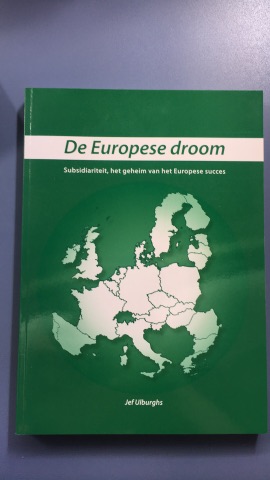 De Europese droom
Subsidiariteit, het geheim van het Europese succes
Jef Ulburghs